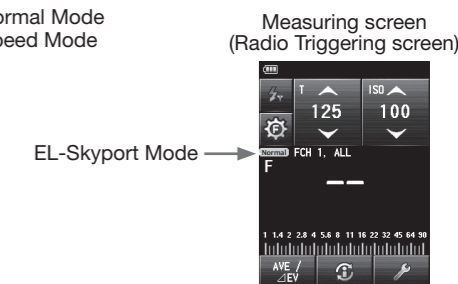 ormal Mode
peed Mode
Measuring screen
(Radio Triggering screen)
T
ISO
125
100
EL-Skyport Mode
Normal FCH 1, ALL
F
--
1 1.4 2 2.8 4 5.6 8 11 16 22 32 45 64 90
AVE /
⊿EV